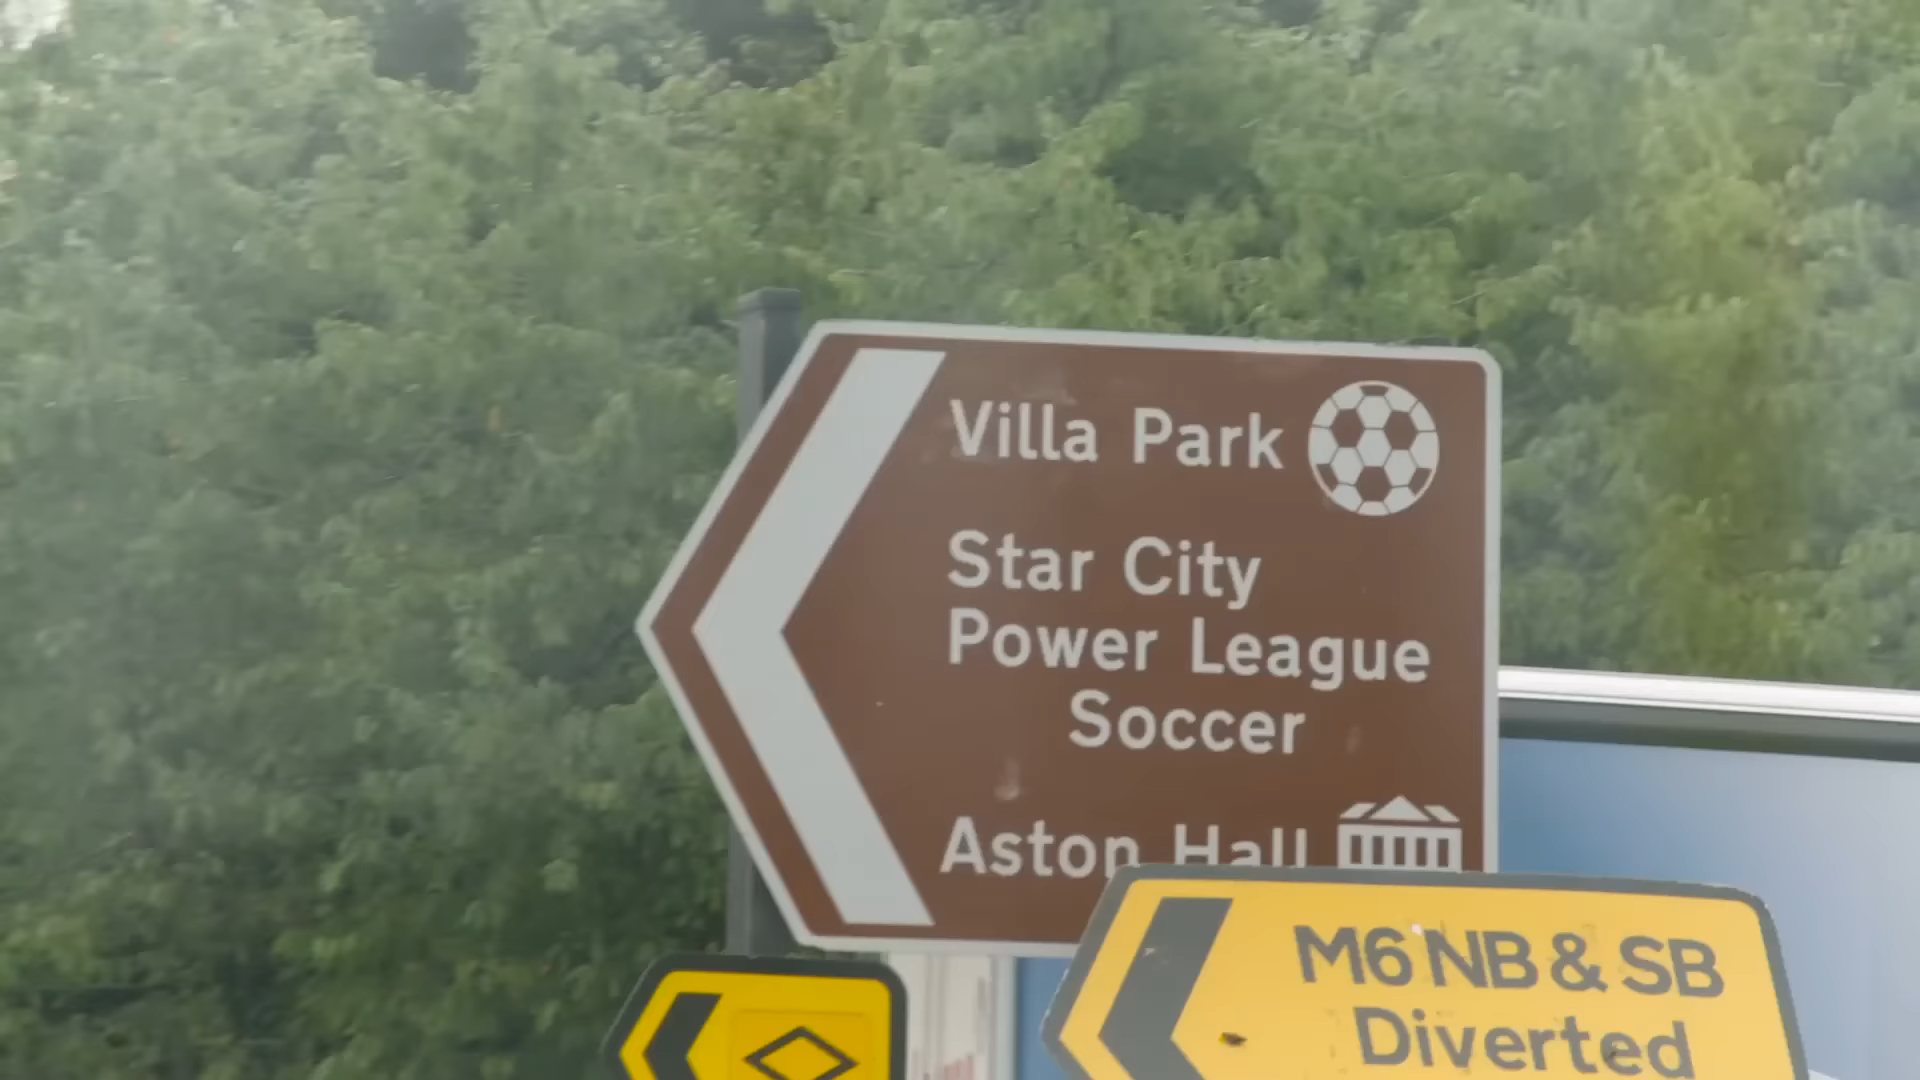 Villa Park
Star City
Power League
Soccer
Aston Hall
M6 NB & SB
Diverted